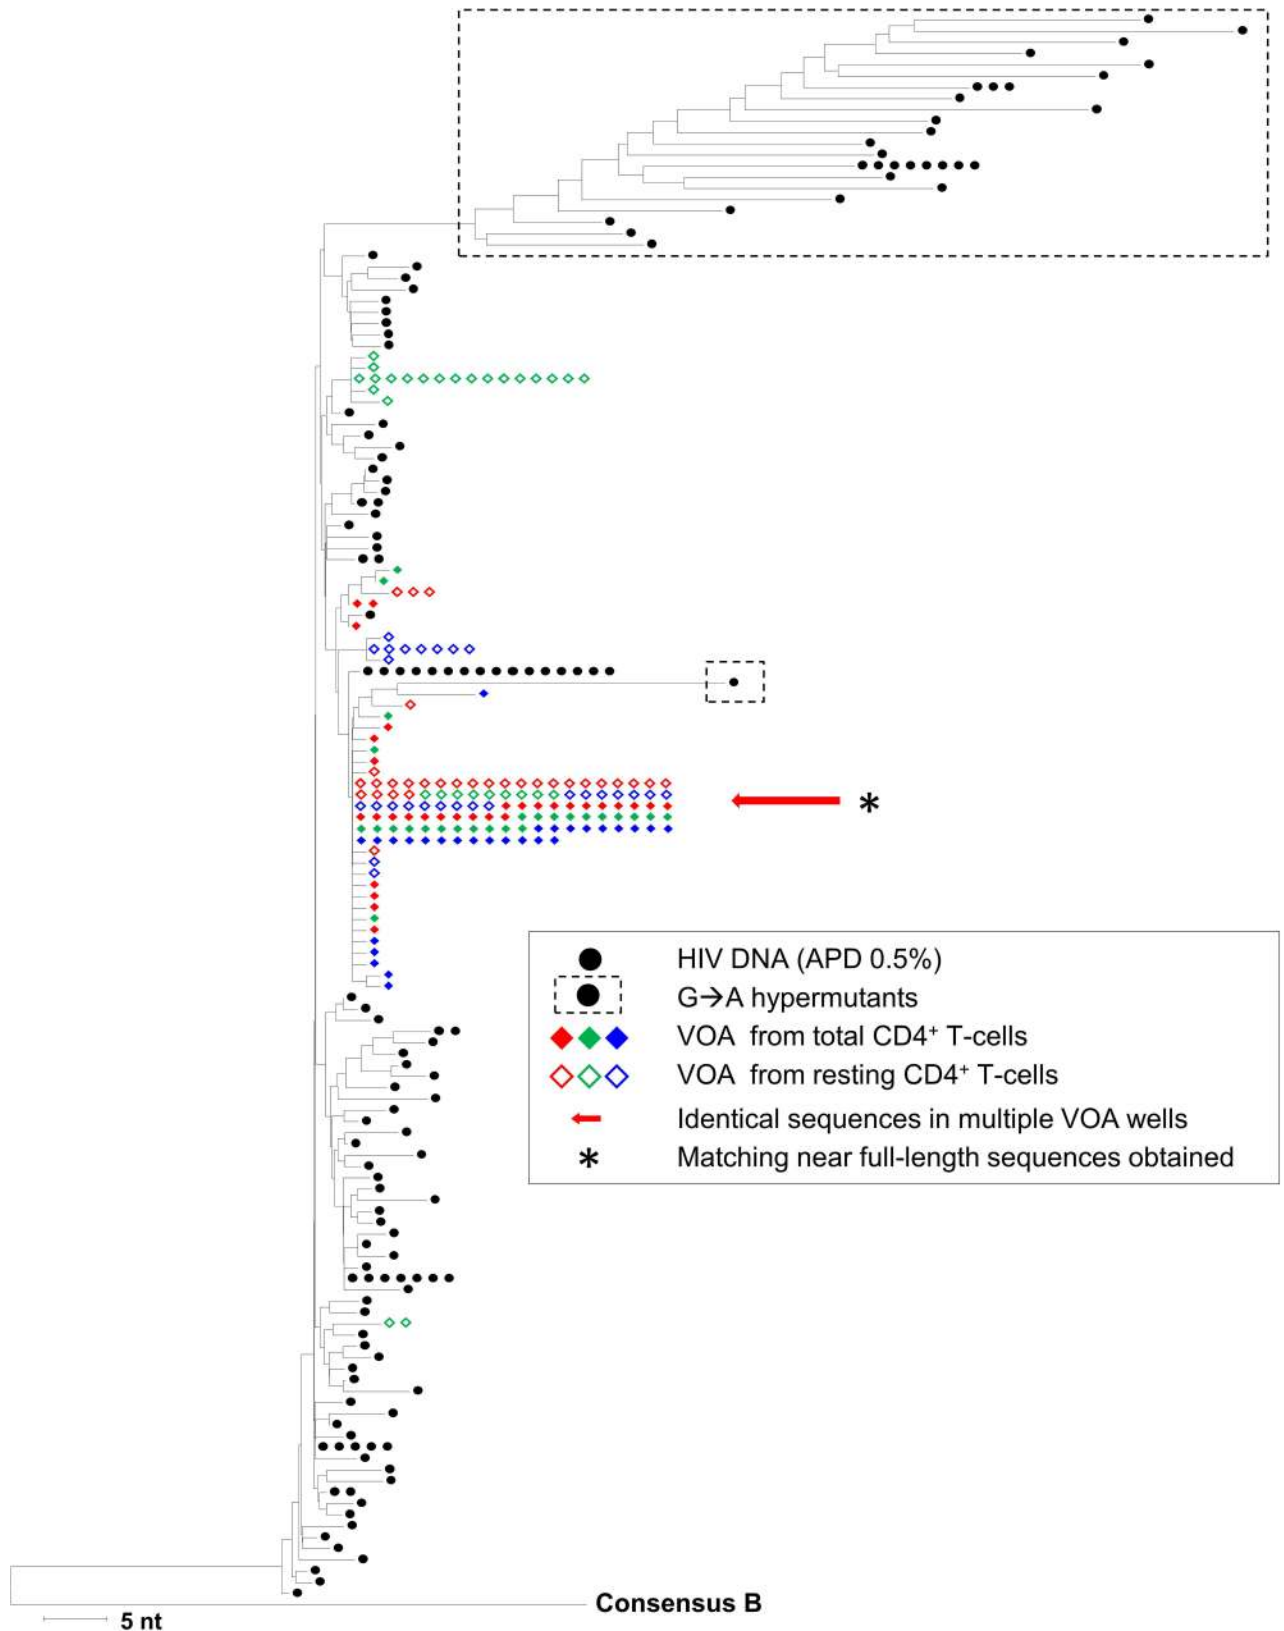 *
HIV DNA (APD 0.5%)
G→A hypermutants
VOA from total CD4⁺ T-cells
VOA from resting CD4⁺ T-cells
Identical sequences in multiple VOA wells
* Matching near full-length sequences obtained
Consensus B
5 nt